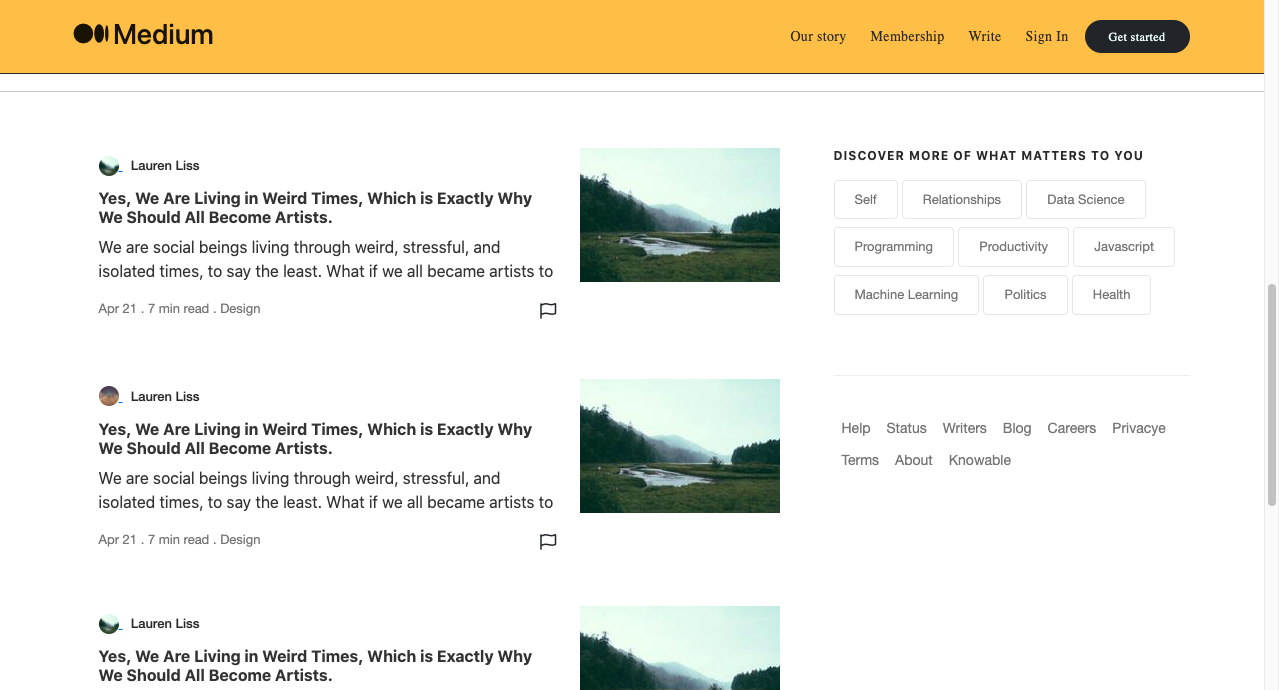 Medium
Our story Membership Write Sign In Get started
Lauren Liss
Yes, We Are Living in Weird Times, Which is Exactly Why
We Should All Become Artists.
We are social beings living through weird, stressful, and
isolated times, to say the least. What if we all became artists to
Apr 21 . 7 min read . Design
Lauren Liss
Yes, We Are Living in Weird Times, Which is Exactly Why
We Should All Become Artists.
We are social beings living through weird, stressful, and
isolated times, to say the least. What if we all became artists to
Apr 21 . 7 min read . Design
Lauren Liss
Yes, We Are Living in Weird Times, Which is Exactly Why
We Should All Become Artists.
DISCOVER MORE OF WHAT MATTERS TO YOU
Self Relationships Data Science
Programming Productivity Javascript
Machine Learning Politics Health
Help Status Writers Blog Careers Privacye
Terms About Knowable